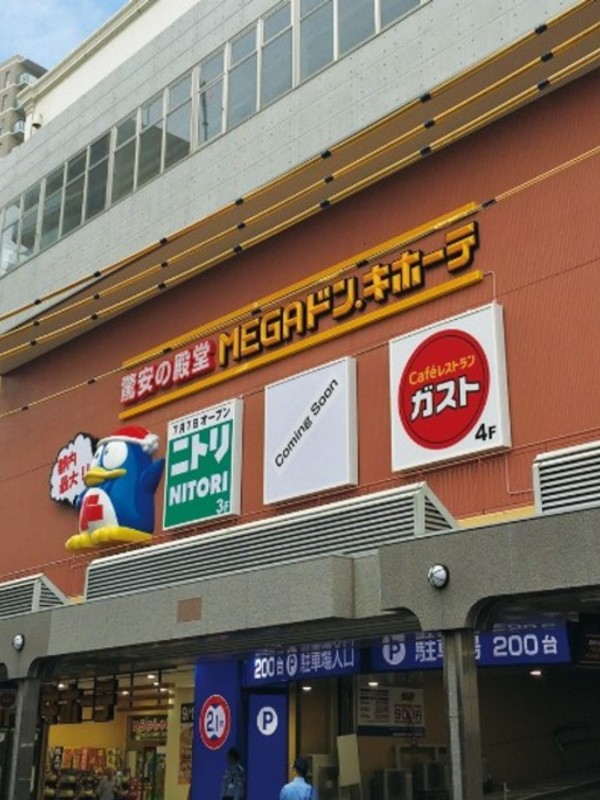 驚安の殿堂 MEGAドン.キホーテ
都内
最大!!
7月7日オープン
ニトリ
NITORI
3F
Coming Soon
Caféレストラン
ガスト
4F
200台 P 駐車場入口
P 駐車場 200台
2.1m
P